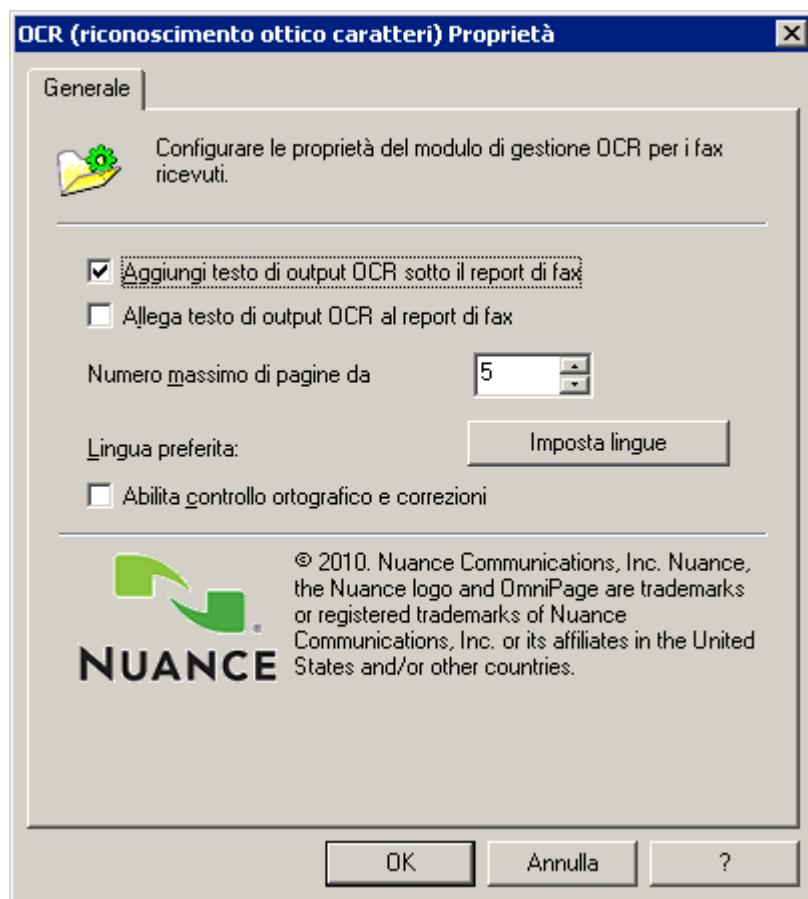 OCR (riconoscimento ottico caratteri) Proprietà
Generale
Configurare le proprietà del modulo di gestione OCR per i fax
ricevuti.
Aggiungi testo di output OCR sotto il report di fax
Allega testo di output OCR al report di fax
Numero massimo di pagine da
5
Lingua preferita:
Imposta lingue
Abilita controllo ortografico e correzioni
© 2010. Nuance Communications, Inc. Nuance,
the Nuance logo and OmniPage are trademarks
or registered trademarks of Nuance
Communications, Inc. or its affiliates in the United
States and/or other countries.
NUANCE
OK
Annulla
?